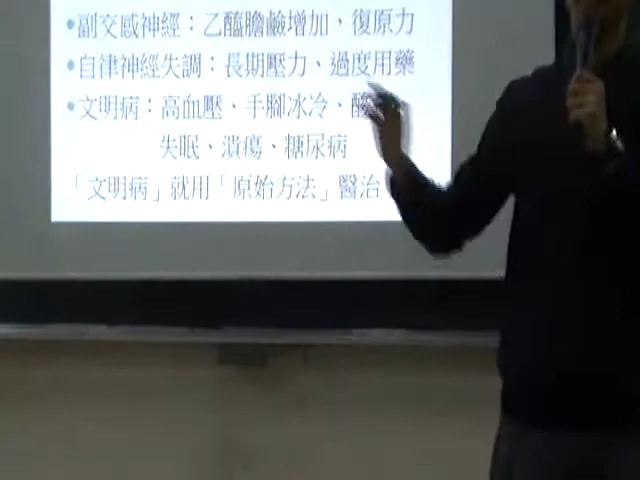 •副交感神經：乙醯膽鹼增加、復原力
•自律神經失調：長期壓力、過度用藥
•文明病：高血壓、手腳冰冷、酸
失眠、潰瘍、糖尿病
「文明病」就用「原始方法」醫治